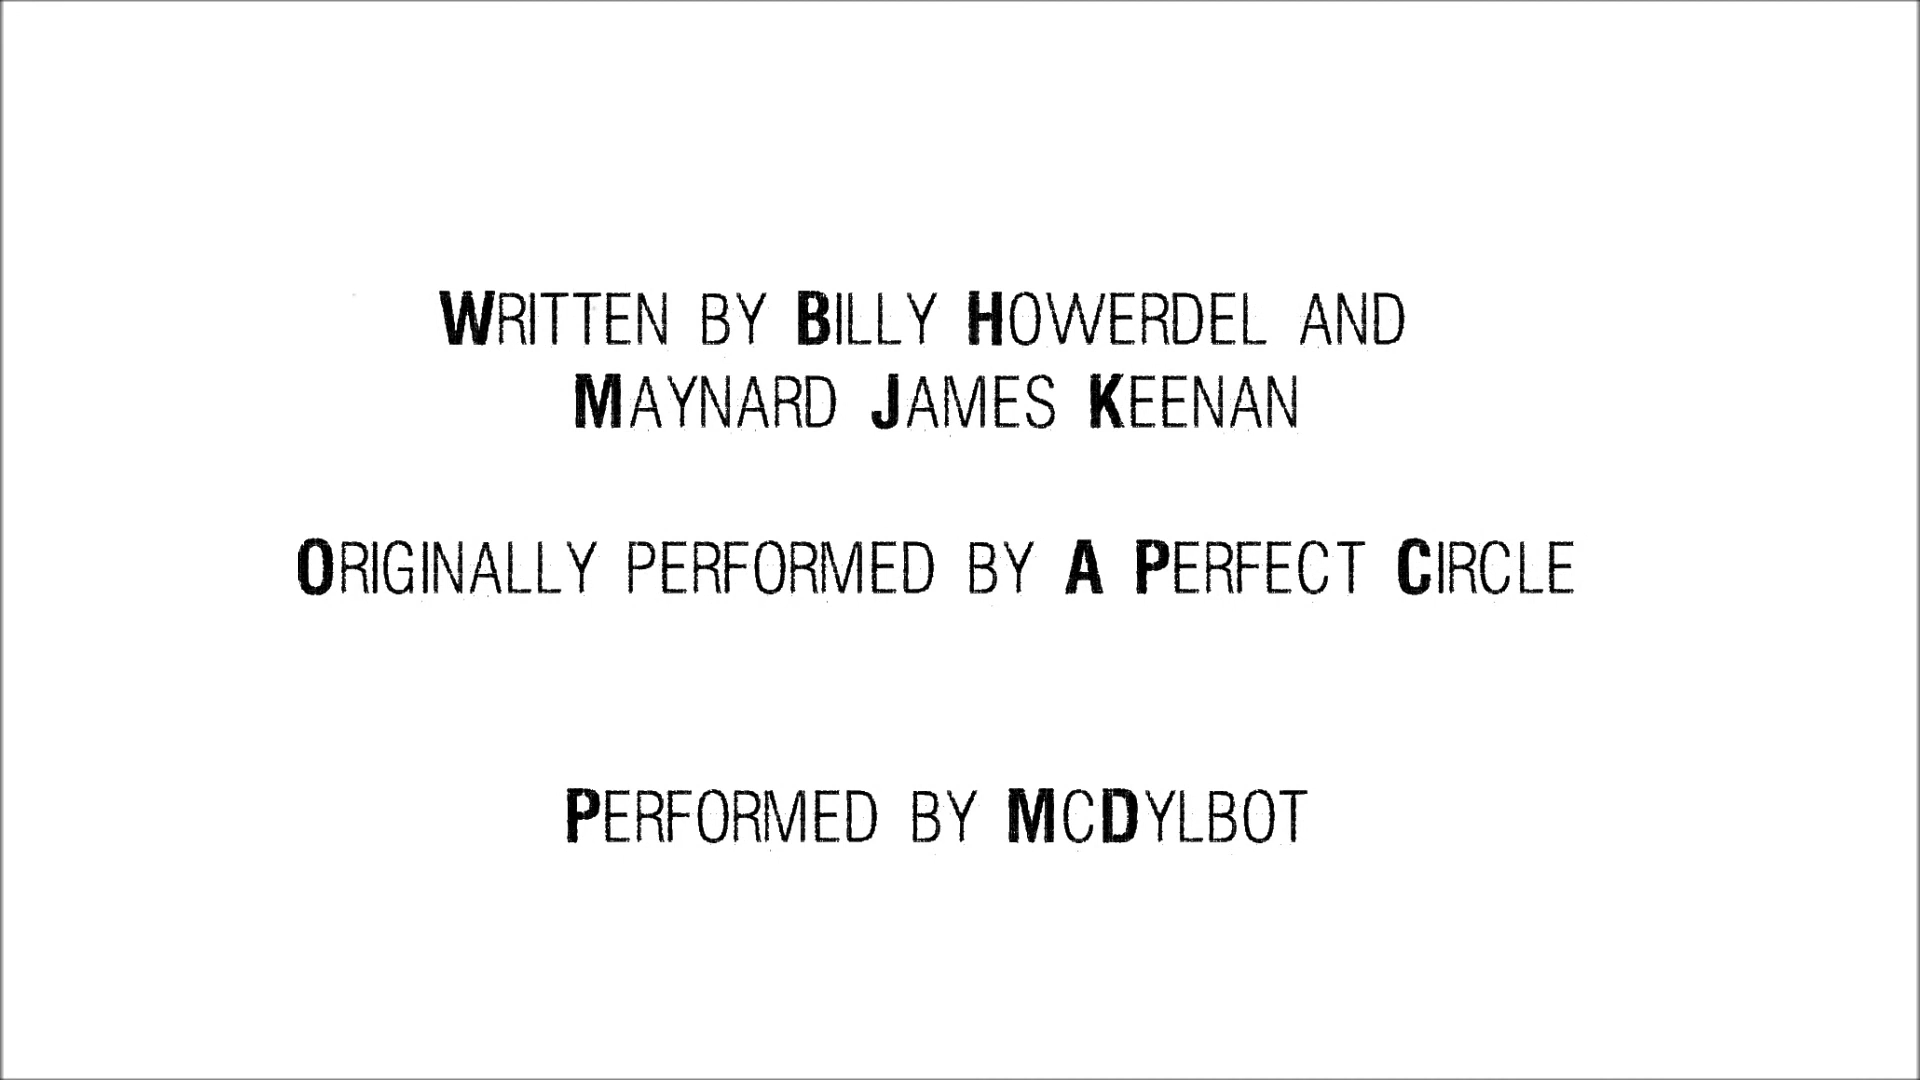 Written by Billy Howerdel and
Maynard James Keenan
Originally performed by A Perfect Circle
Performed by McDylbot